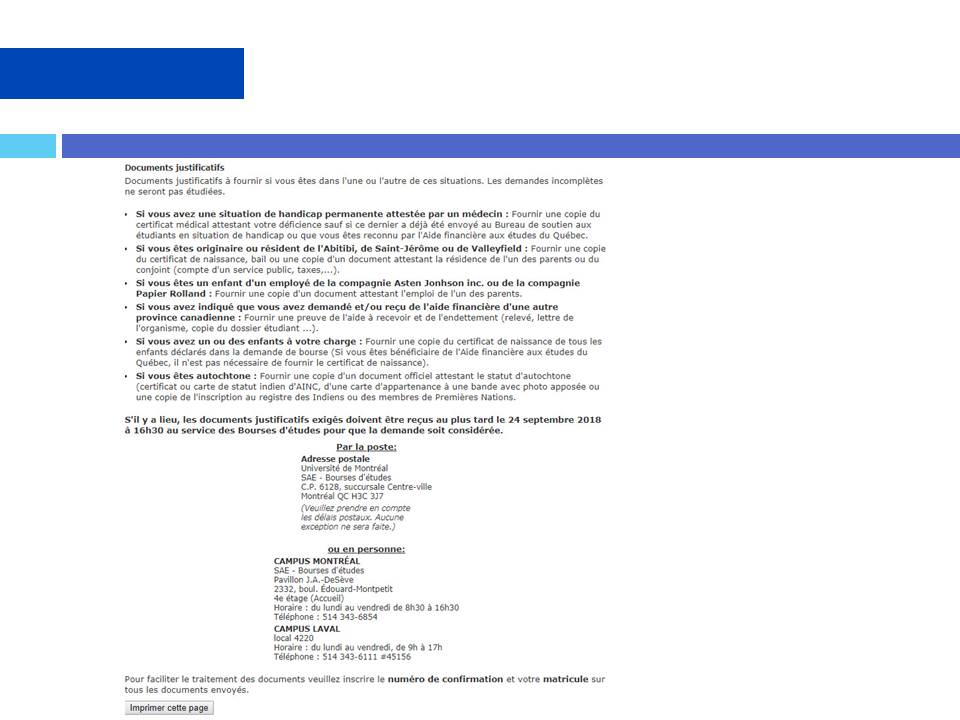 Documents justificatifs
Documents justificatifs à fournir si vous êtes dans l'une ou l'autre de ces situations. Les demandes incomplètes
ne seront pas étudiées.
• Si vous avez une situation de handicap permanente attestée par un médecin : Fournir une copie du
certificat médical attestant votre déficience sauf si ce dernier a déjà été envoyé au Bureau de soutien aux
étudiants en situation de handicap ou que vous êtes reconnu par l'Aide financière aux études du Québec.
• Si vous êtes originaire ou résident de l'Abitibi, de Saint-Jérôme ou de Valleyfield : Fournir une copie
du certificat de naissance, bail ou une copie d'un document attestant la résidence de l'un des parents ou du
conjoint (compte d'un service public, taxes,...).
• Si vous êtes un enfant d'un employé de la compagnie Asten Jonhson inc. ou de la compagnie
Papier Rolland : Fournir une copie d'un document attestant l'emploi de l'un des parents.
• Si vous avez indiqué que vous avez demandé et/ou reçu de l'aide financière d'une autre
province canadienne : Fournir une preuve de l'aide à recevoir et de l'endettement (relevé, lettre de
l'organisme, copie du dossier étudiant ...).
• Si vous avez un ou des enfants à votre charge : Fournir une copie du certificat de naissance de tous les
enfants déclarés dans la demande de bourse (Si vous êtes bénéficiaire de l'Aide financière aux études du
Québec, il n'est pas nécessaire de fournir le certificat de naissance).
• Si vous êtes autochtone : Fournir une copie d'un document officiel attestant le statut d'autochtone
(certificat ou carte de statut indien d'AINC, d'une carte d'appartenance à une bande avec photo apposée ou
une copie de l'inscription au registre des Indiens ou des membres de Premières Nations.
S'il y a lieu, les documents justificatifs exigés doivent être reçus au plus tard le 24 septembre 2018
à 16h30 au service des Bourses d'études pour que la demande soit considérée.
Par la poste:
Adresse postale
Université de Montréal
SAE - Bourses d'études
C.P. 6128, succursale Centre-ville
Montréal QC H3C 3J7
(Veuillez prendre en compte
les délais postaux. Aucune
exception ne sera faite.)
ou en personne:
CAMPUS MONTRÉAL
SAE - Bourses d'études
Pavillon J.A.-DeSève
2332, boul. Édouard-Montpetit
4e étage (Accueil)
Horaire : du lundi au vendredi de 8h30 à 16h30
Téléphone : 514 343-6854
CAMPUS LAVAL
local 4220
Horaire : du lundi au vendredi, de 9h à 17h
Téléphone : 514 343-6111 #45156
Pour faciliter le traitement des documents veuillez inscrire le numéro de confirmation et votre matricule sur
tous les documents envoyés.
Imprimer cette page